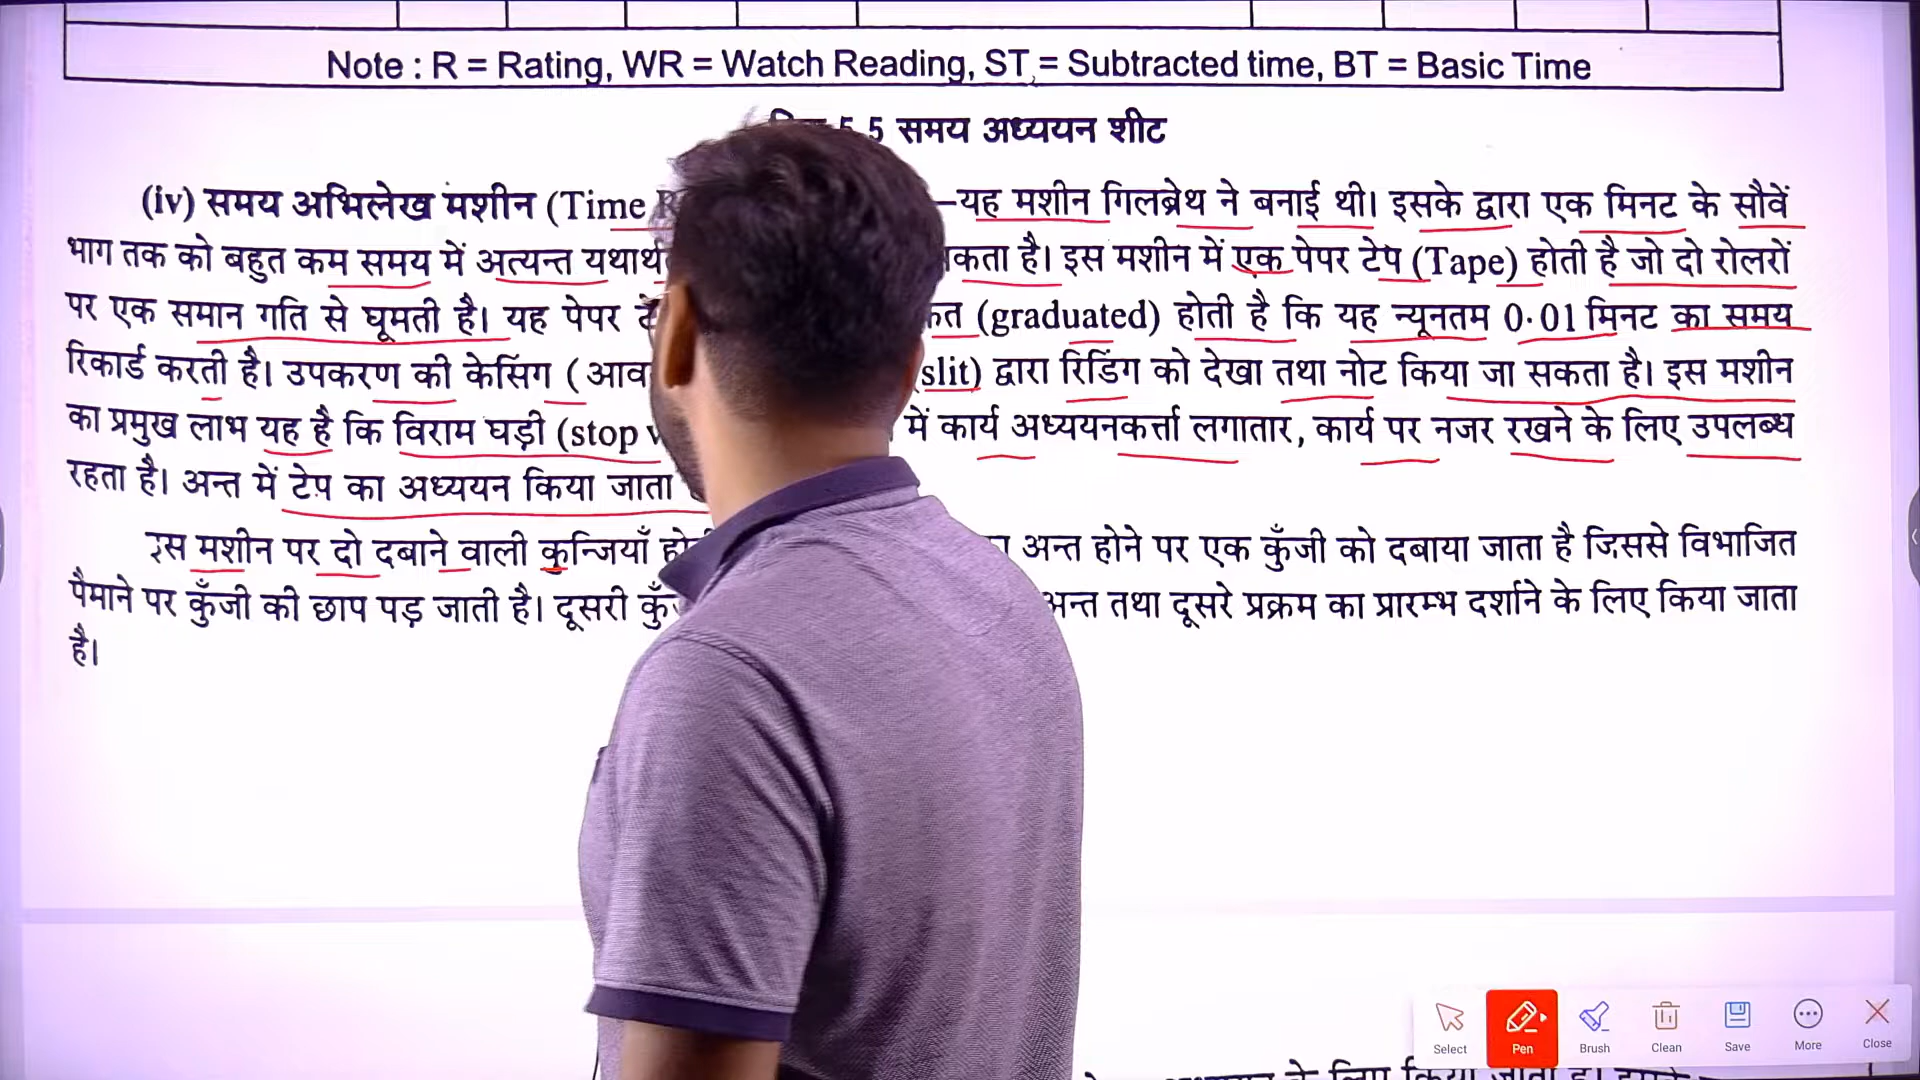 Note : R = Rating, WR = Watch Reading, ST = Subtracted time, BT = Basic Time
5.5 समय अध्ययन शीट
(iv) समय अभिलेख मशीन (Time —यह मशीन गिलब्रेथ ने बनाई थी। इसके द्वारा एक मिनट के सौवें
भाग तक को बहुत कम समय में अत्यन्त यथार्थ कता है। इस मशीन में एक पेपर टेप (Tape) होती है जो दो रोलरों
पर एक समान गति से घूमती है। यह पेपर (graduated) होती है कि यह न्यूनतम 0·01 मिनट का समय
रिकार्ड करती है। उपकरण की केसिंग (slit) द्वारा रिडिंग को देखा तथा नोट किया जा सकता है। इस मशीन
का प्रमुख लाभ यह है कि विराम घड़ी (stop में कार्य अध्ययनकर्त्ता लगातार, कार्य पर नजर रखने के लिए उपलब्ध
रहता है। अन्त में टेप का अध्ययन किया जाता
इस मशीन पर दो दबाने वाली कुन्जियाँ अन्त होने पर एक कुँजी को दबाया जाता है जिससे विभाजित
पैमाने पर कुँजी की छाप पड़ जाती है। दूसरी अन्त तथा दूसरे प्रक्रम का प्रारम्भ दर्शाने के लिए किया जाता
है।
Select Pen Brush Clean Save More Close